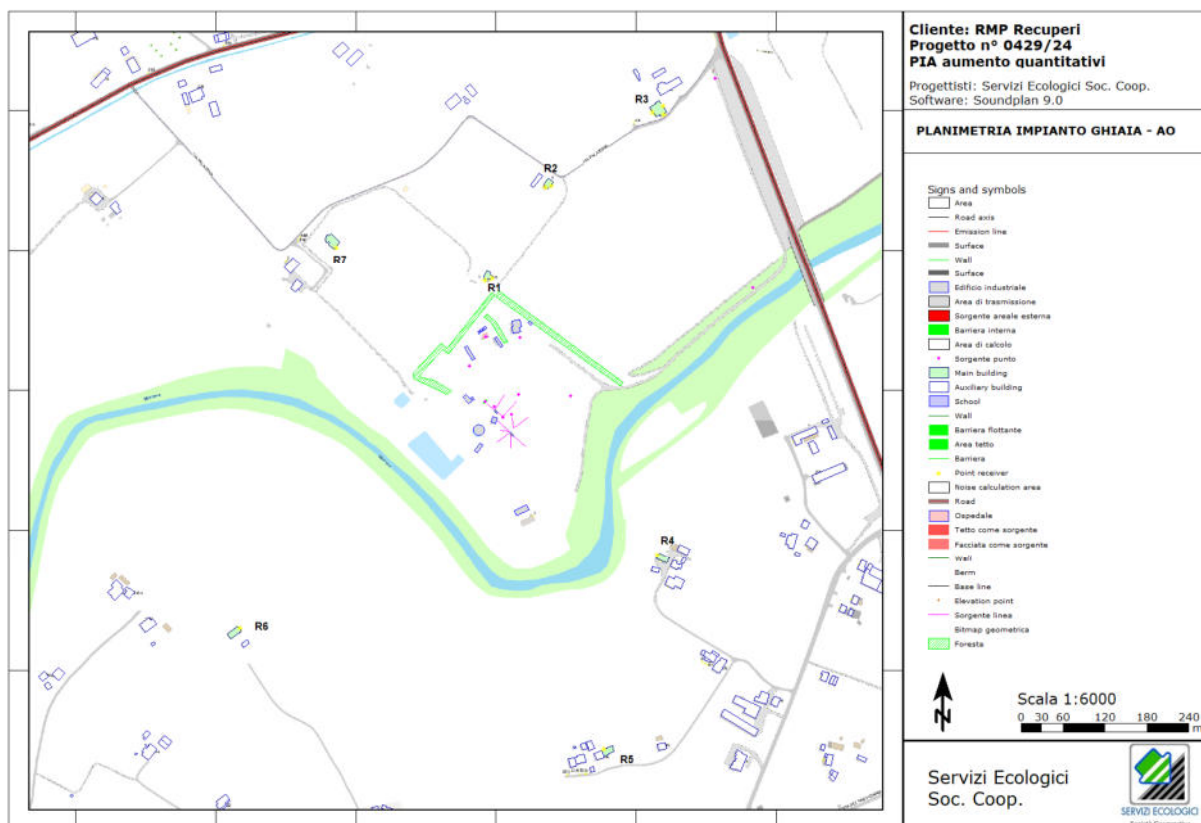 Cliente: RMP Recuperi
Progetto n° 0429/24
PIA aumento quantitativi
Progettisti: Servizi Ecologici Soc. Coop.
Software: Soundplan 9.0
PLANIMETRIA IMPIANTO GHIAIA - AO
Signs and symbols
Area
Road axis
Emission line
Surface
Wall
Surface
Edificio industriale
Area di trasmissione
Sorgente areale esterna
Barriera interna
Area di calcolo
Sorgente punto
Main building
Auxiliary building
School
Wall
Barriera flottante
Area tetto
Barriera
Point receiver
Noise calculation area
Road
Ospedale
Tetto come sorgente
Facciata come sorgente
Wall
Berm
Base line
Elevation point
Sorgente linea
Bitmap geometrica
Foresta
R3
R2
R7
R1
R4
R6
R5
N
Scala 1:6000
0 30 60 120 180 240
m
Servizi Ecologici
Soc. Coop.
SERVIZI ECOLOGICI